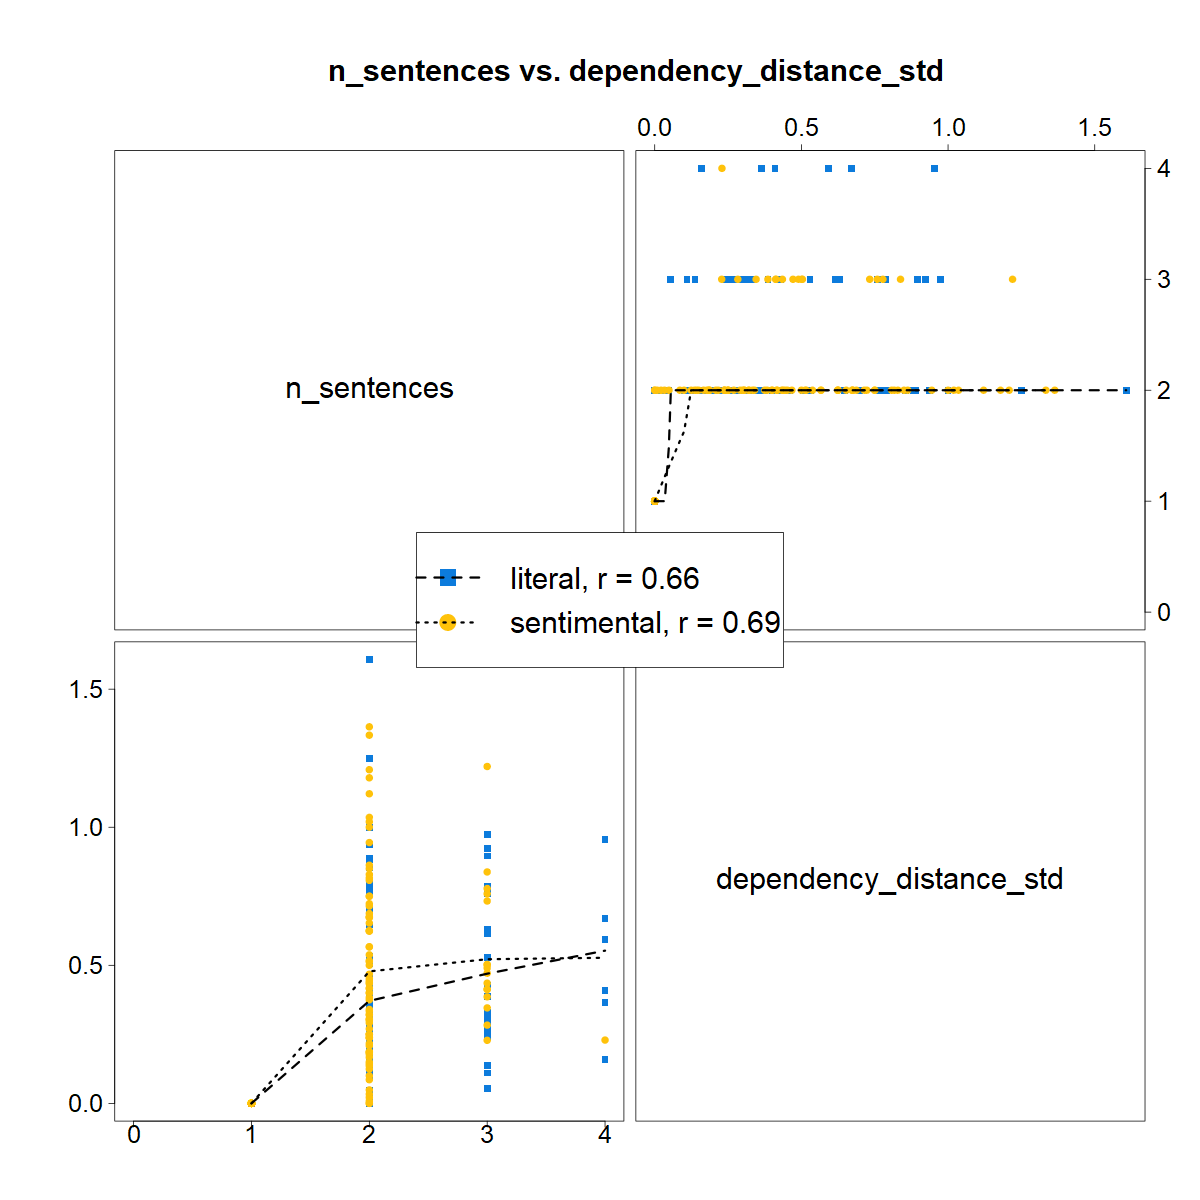 n_sentences vs. dependency_distance_std
0.0 0.5 1.0 1.5
n_sentences
4
3
2
1
0
literal, r = 0.66
sentimental, r = 0.69
1.5
1.0
0.5
0.0
dependency_distance_std
0 1 2 3 4